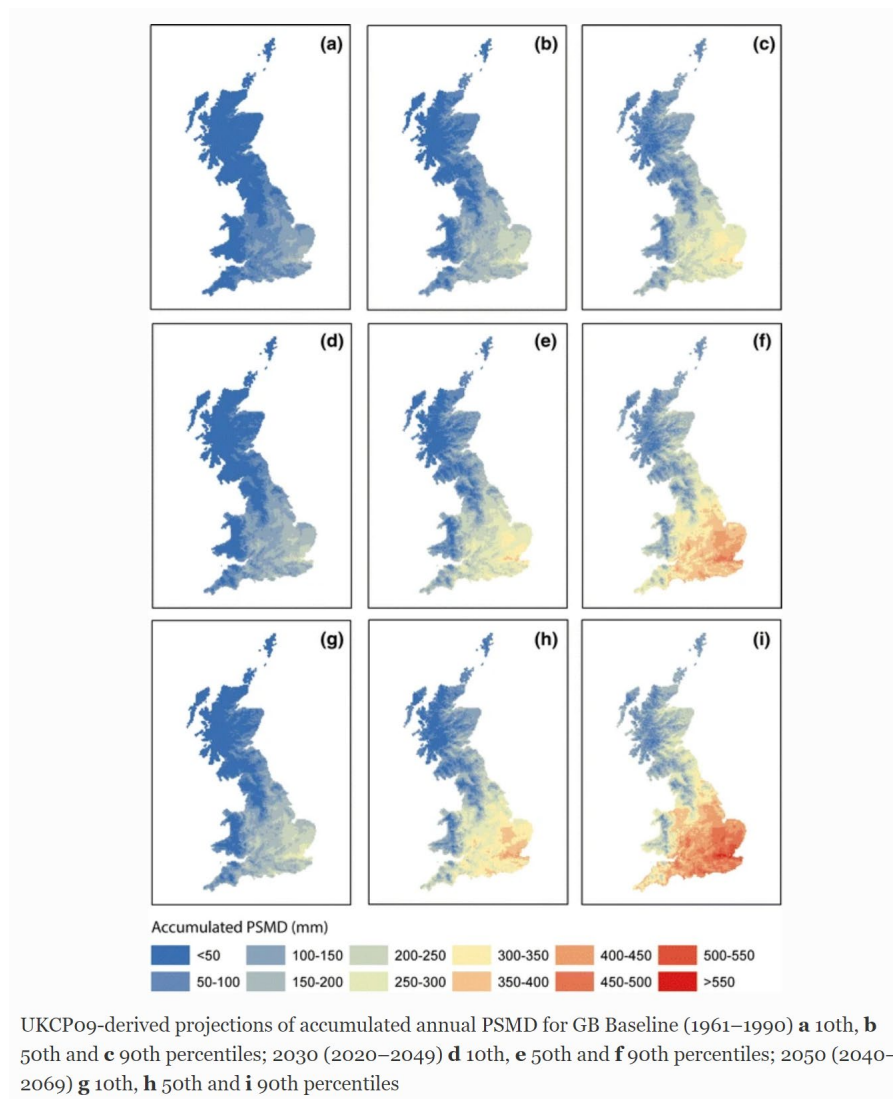 (a)
(b)
(c)
(d)
(e)
(f)
(g)
(h)
(i)
Accumulated PSMD (mm)
<50
100-150
200-250
300-350
400-450
500-550
50-100
150-200
250-300
350-400
450-500
>550
UKCP09-derived projections of accumulated annual PSMD for GB Baseline (1961–1990) a 10th, b
50th and c 90th percentiles; 2030 (2020–2049) d 10th, e 50th and f 90th percentiles; 2050 (2040–
2069) g 10th, h 50th and i 90th percentiles